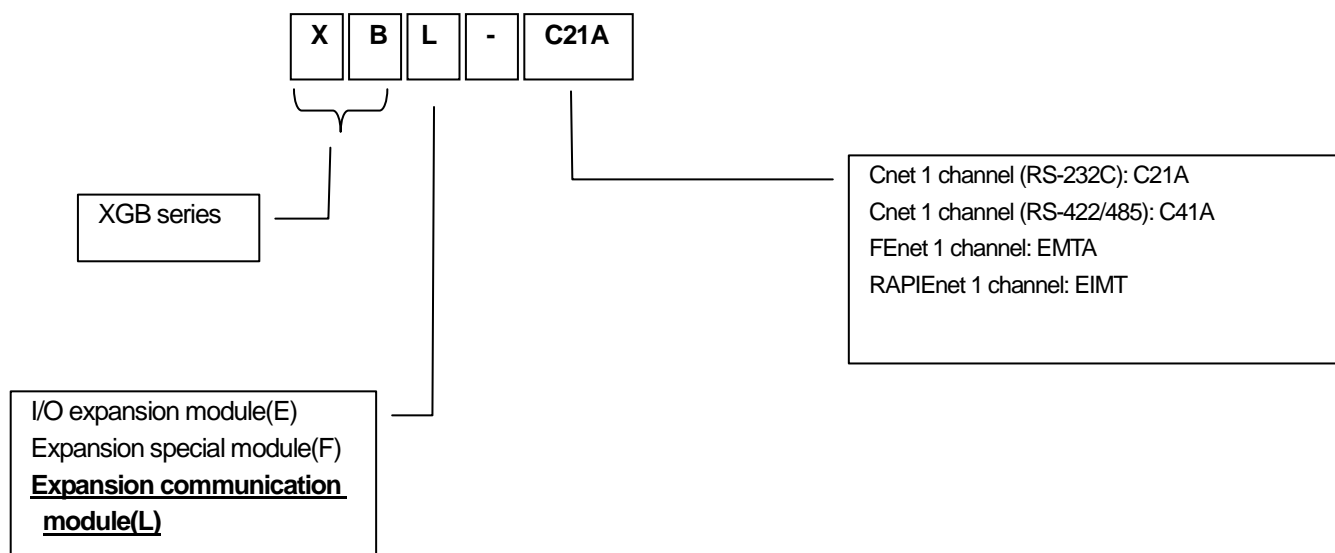 X B L - C21A
Cnet 1 channel (RS-232C): C21A
Cnet 1 channel (RS-422/485): C41A
FEnet 1 channel: EMTA
RAPIEnet 1 channel: EIMT
XGB series
I/O expansion module(E)
Expansion special module(F)
Expansion communication
module(L)